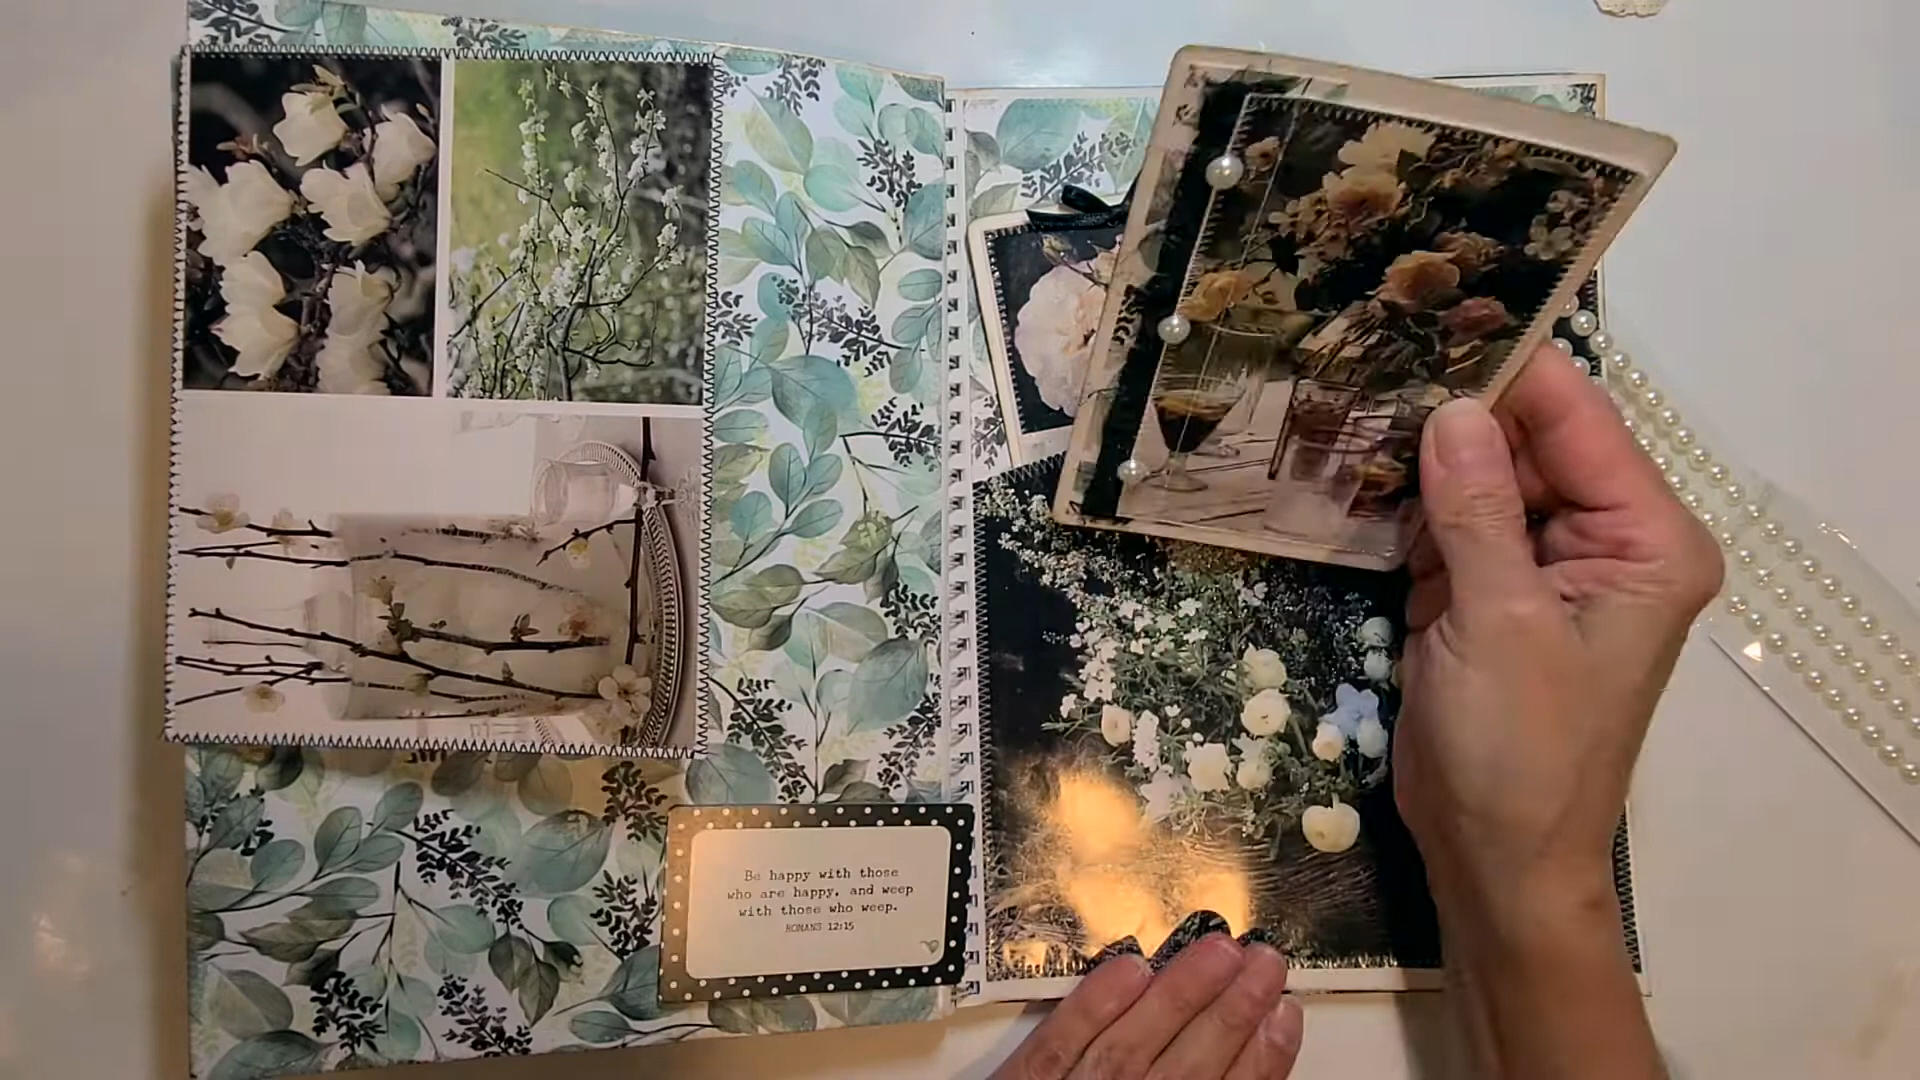 Be happy with those
who are happy, and weep
with those who weep.
ROMANS 12:15